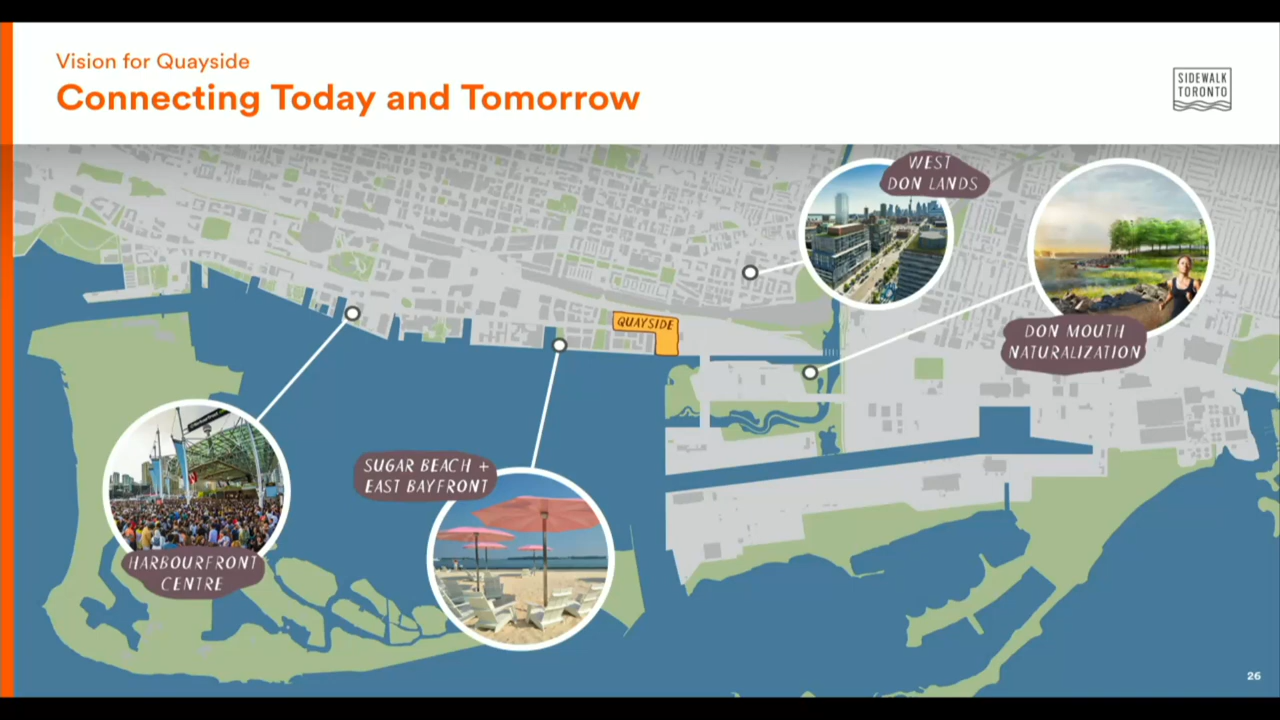 Vision for Quayside
Connecting Today and Tomorrow
SIDEWALK
TORONTO
WEST
DON LANDS
QUAYSIDE
DON MOUTH
NATURALIZATION
SUGAR BEACH +
EAST BAYFRONT
HARBOURFRONT
CENTRE
26